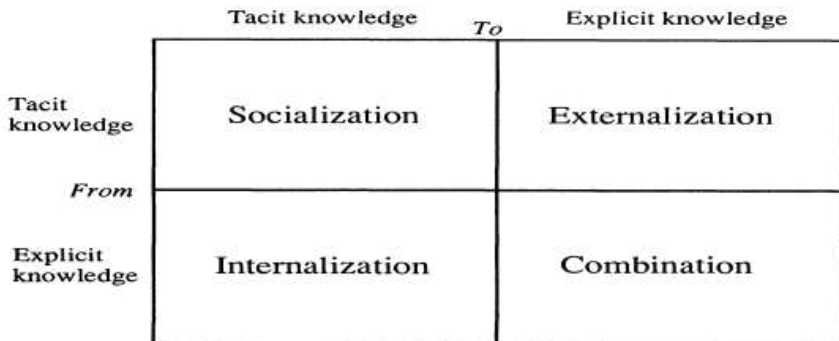 Tacit knowledge To Explicit knowledge
Tacit
knowledge
Socialization Externalization
From
Explicit
knowledge
Internalization Combination